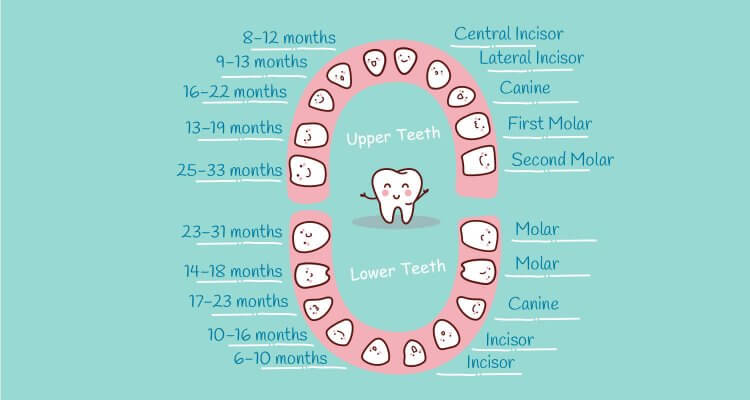 8-12 months
Central Incisor
9-13 months
Lateral Incisor
16-22 months
Canine
13-19 months
First Molar
Upper Teeth
25-33 months
Second Molar
23-31 months
Molar
14-18 months
Molar
Lower Teeth
17-23 months
Canine
10-16 months
Incisor
6-10 months
Incisor